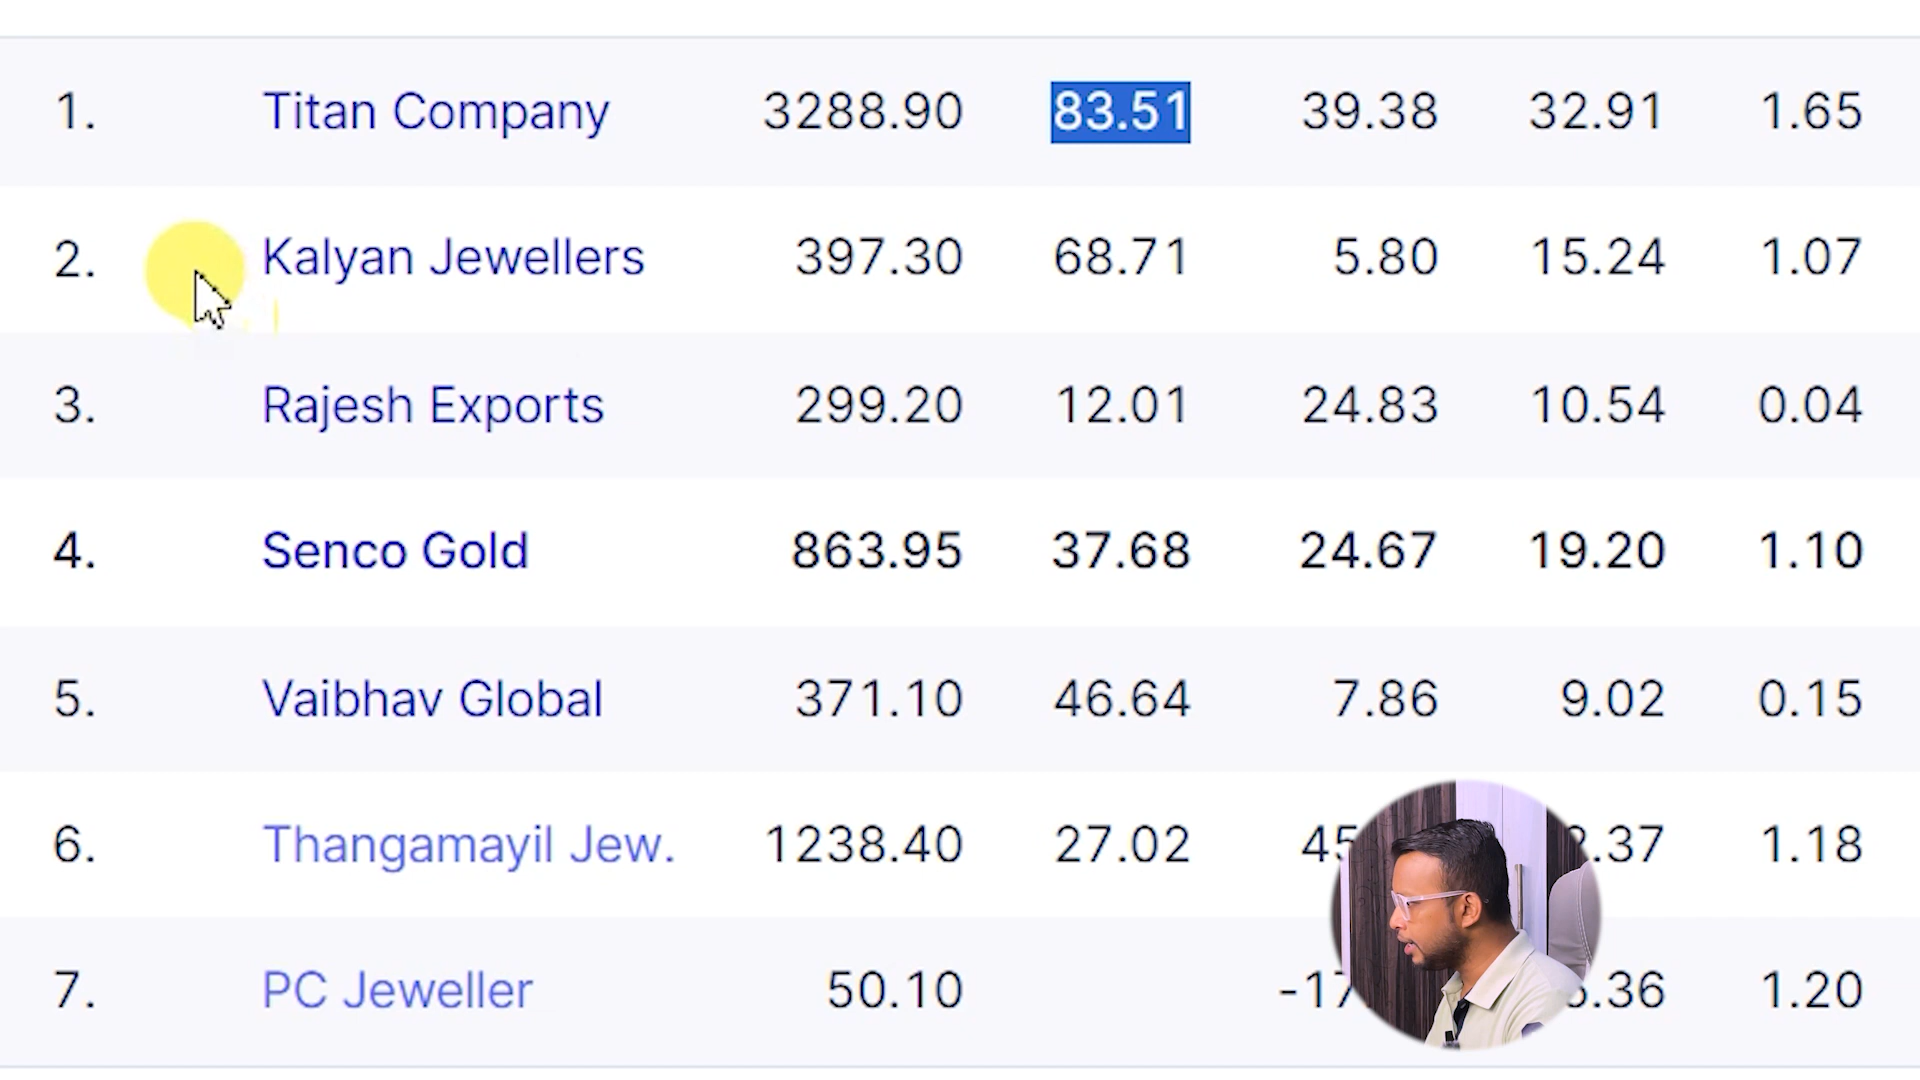 1. Titan Company 3288.90 83.51 39.38 32.91 1.65
2. Kalyan Jewellers 397.30 68.71 5.80 15.24 1.07
3. Rajesh Exports 299.20 12.01 24.83 10.54 0.04
4. Senco Gold 863.95 37.68 24.67 19.20 1.10
5. Vaibhav Global 371.10 46.64 7.86 9.02 0.15
6. Thangamayil Jew. 1238.40 27.02 1.18
7. PC Jeweller 50.10 1.20